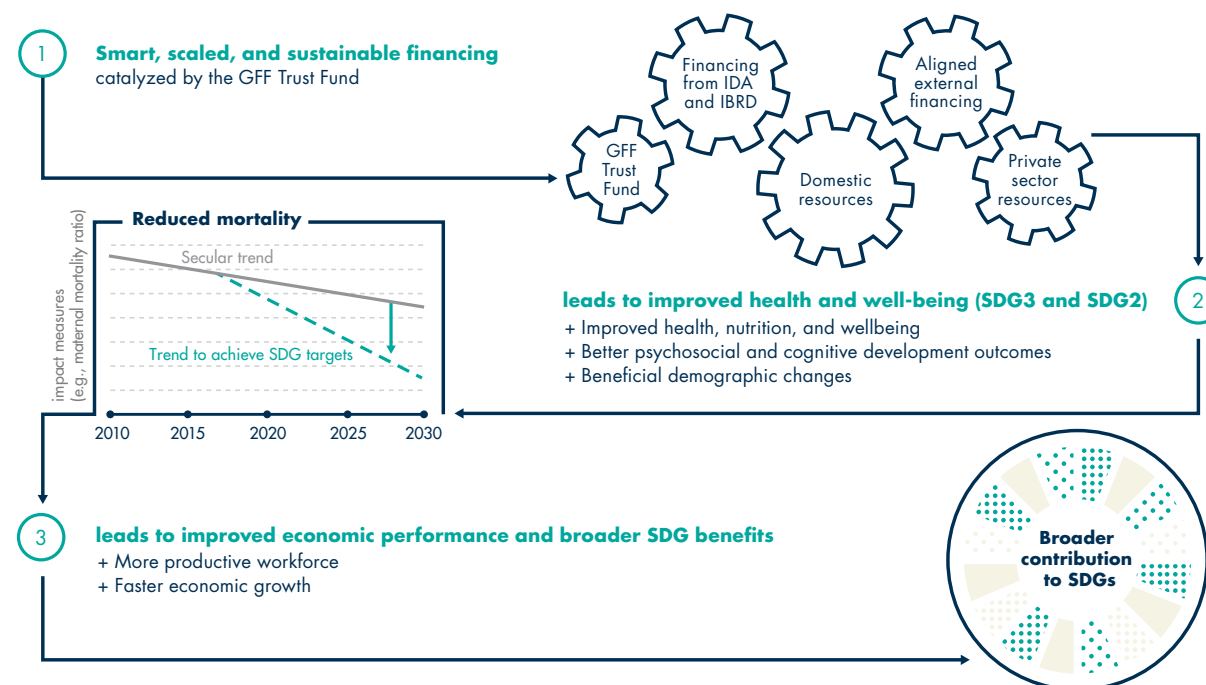 1
Smart, scaled, and sustainable financing
catalyzed by the GFF Trust Fund
GFF
Trust
Fund
Financing
from IDA
and IBRD
Domestic
resources
Aligned
external
financing
Private
sector
resources
2
leads to improved health and well-being (SDG3 and SDG2)
+ Improved health, nutrition, and wellbeing
+ Better psychosocial and cognitive development outcomes
+ Beneficial demographic changes
Reduced mortality
impact measures
(e.g., maternal mortality ratio)
Secular trend
Trend to achieve SDG targets
2010 2015 2020 2025 2030
3
leads to improved economic performance and broader SDG benefits
+ More productive workforce
+ Faster economic growth
Broader
contribution
to SDGs